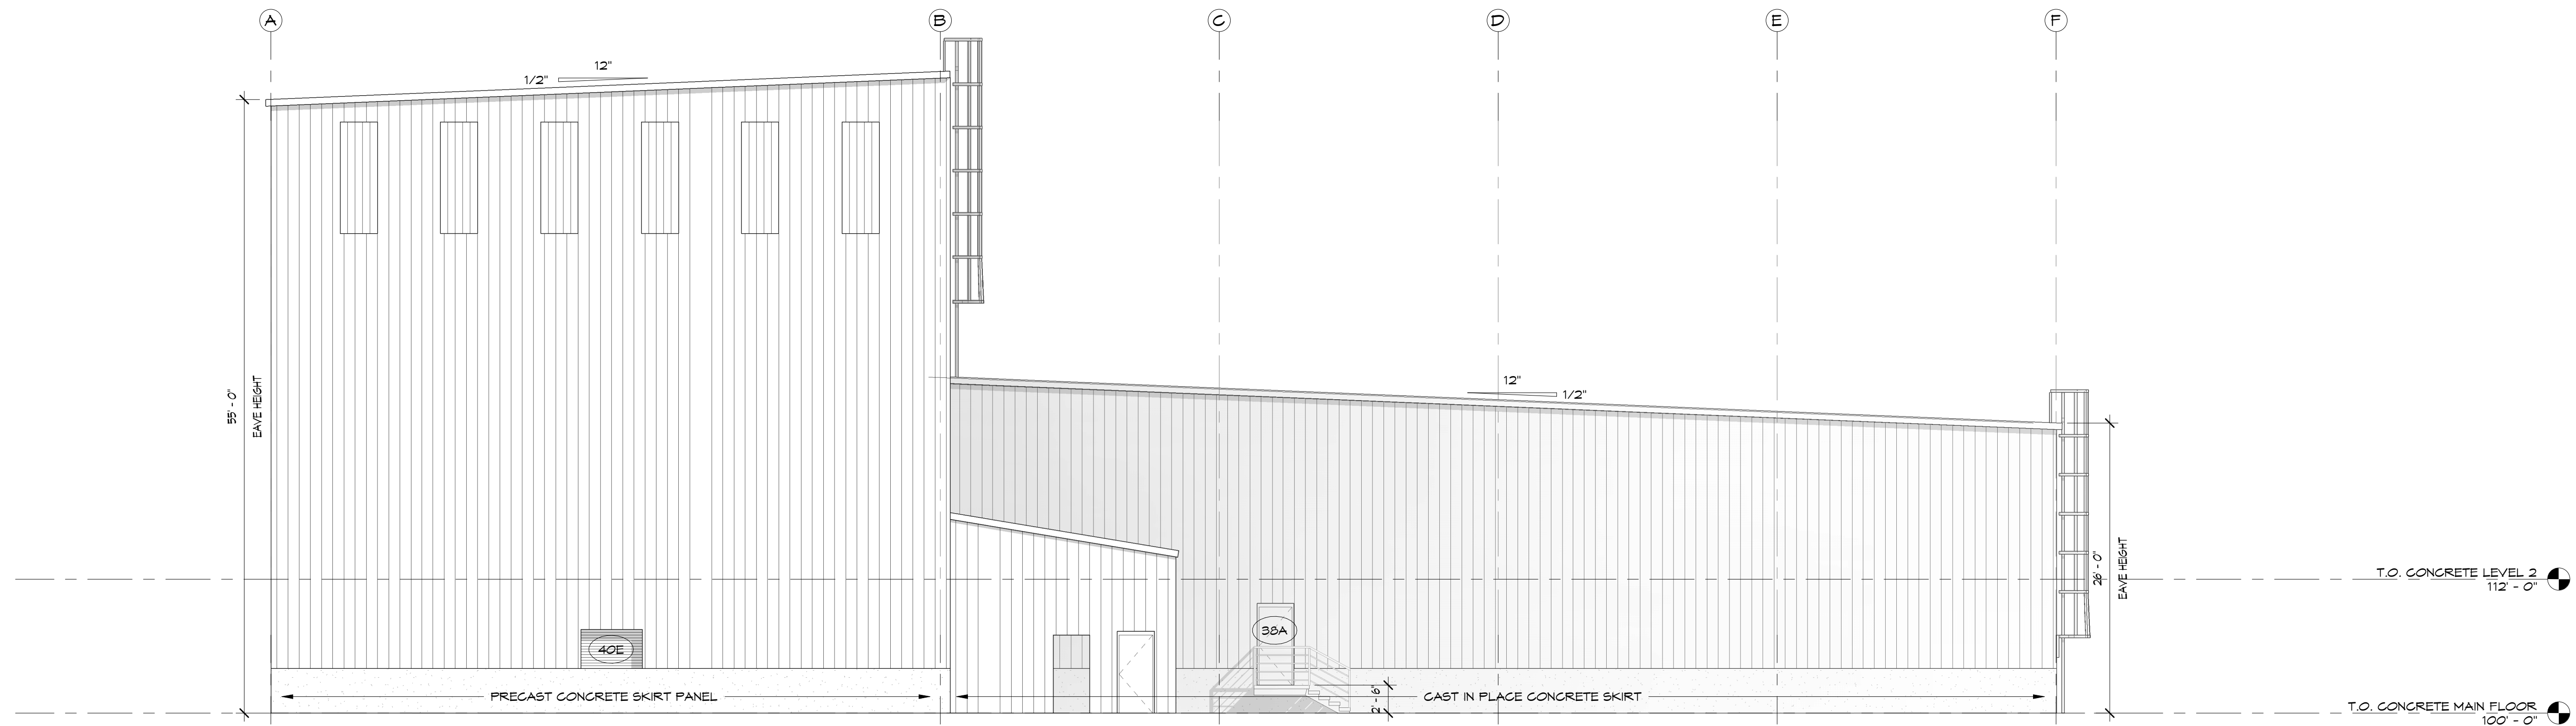 A
B
C
D
E
F
12"
1/2"
12"
1/2"
55' - 0"
EAVE HEIGHT
26' - 0"
EAVE HEIGHT
T.O. CONCRETE LEVEL 2
112' - 0"
38A
40E
PRECAST CONCRETE SKIRT PANEL
2' - 6"
CAST IN PLACE CONCRETE SKIRT
T.O. CONCRETE MAIN FLOOR
100' - 0"